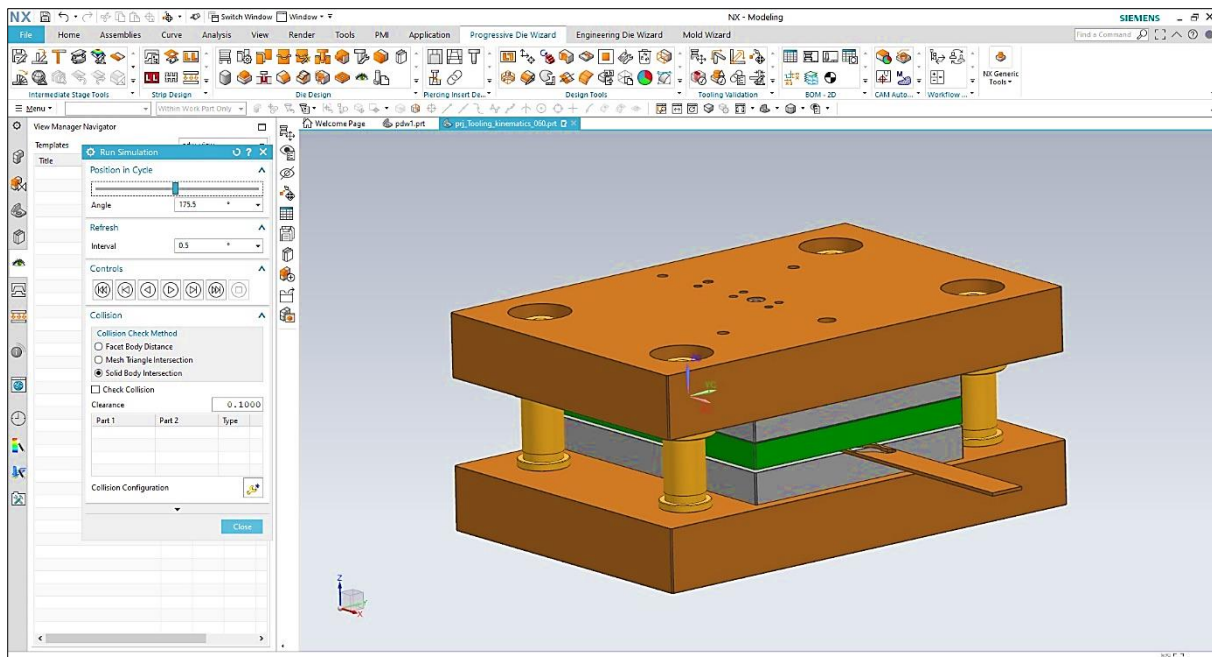 NX Switch Window Window NX - Modeling SIEMENS
File Home Assemblies Curve Analysis View Render Tools PMI Application Progressive Die Wizard Engineering Die Wizard Mold Wizard Find a Command
NX Generic
Tools
Intermediate Stage Tools Strip Design Die Design Piercing Insert De... Design Tools Tooling Validation BOM - 2D CAM Auto... Workflow ...
Menu Within Work Part Only
View Manager Navigator
Welcome Page pdw1.prt prj_Tooling_kinematics_060.prt
Templates
Title
Run Simulation
Position in Cycle
Angle 175.5 °
Refresh
Interval 0.5 °
Controls
Collision
Collision Check Method
Facet Body Distance
Mesh Triangle Intersection
Solid Body Intersection
Check Collision
Clearance 0.1000
Part 1 Part 2 Type
Collision Configuration
Close
Z
X